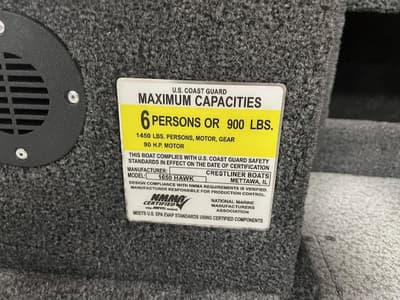 U.S. COAST GUARD
MAXIMUM CAPACITIES
6 PERSONS OR 900 LBS.
1450 LBS. PERSONS, MOTOR, GEAR
90 H.P. MOTOR
THIS BOAT COMPLIES WITH U.S. COAST GUARD SAFETY
STANDARDS IN EFFECT ON THE DATE OF CERTIFICATION
MANUFACTURER: CRESTLINER BOATS
MODEL: 1650 HAWK METTAWA, IL
DESIGN COMPLIANCE WITH NMMA REQUIREMENTS IS VERIFIED.
MANUFACTURER RESPONSIBLE FOR PRODUCTION CONTROL.
NMMA
CERTIFIED
NATIONAL MARINE
MANUFACTURERS
ASSOCIATION
MEETS U.S. EPA EVAP STANDARDS USING CERTIFIED COMPONENTS